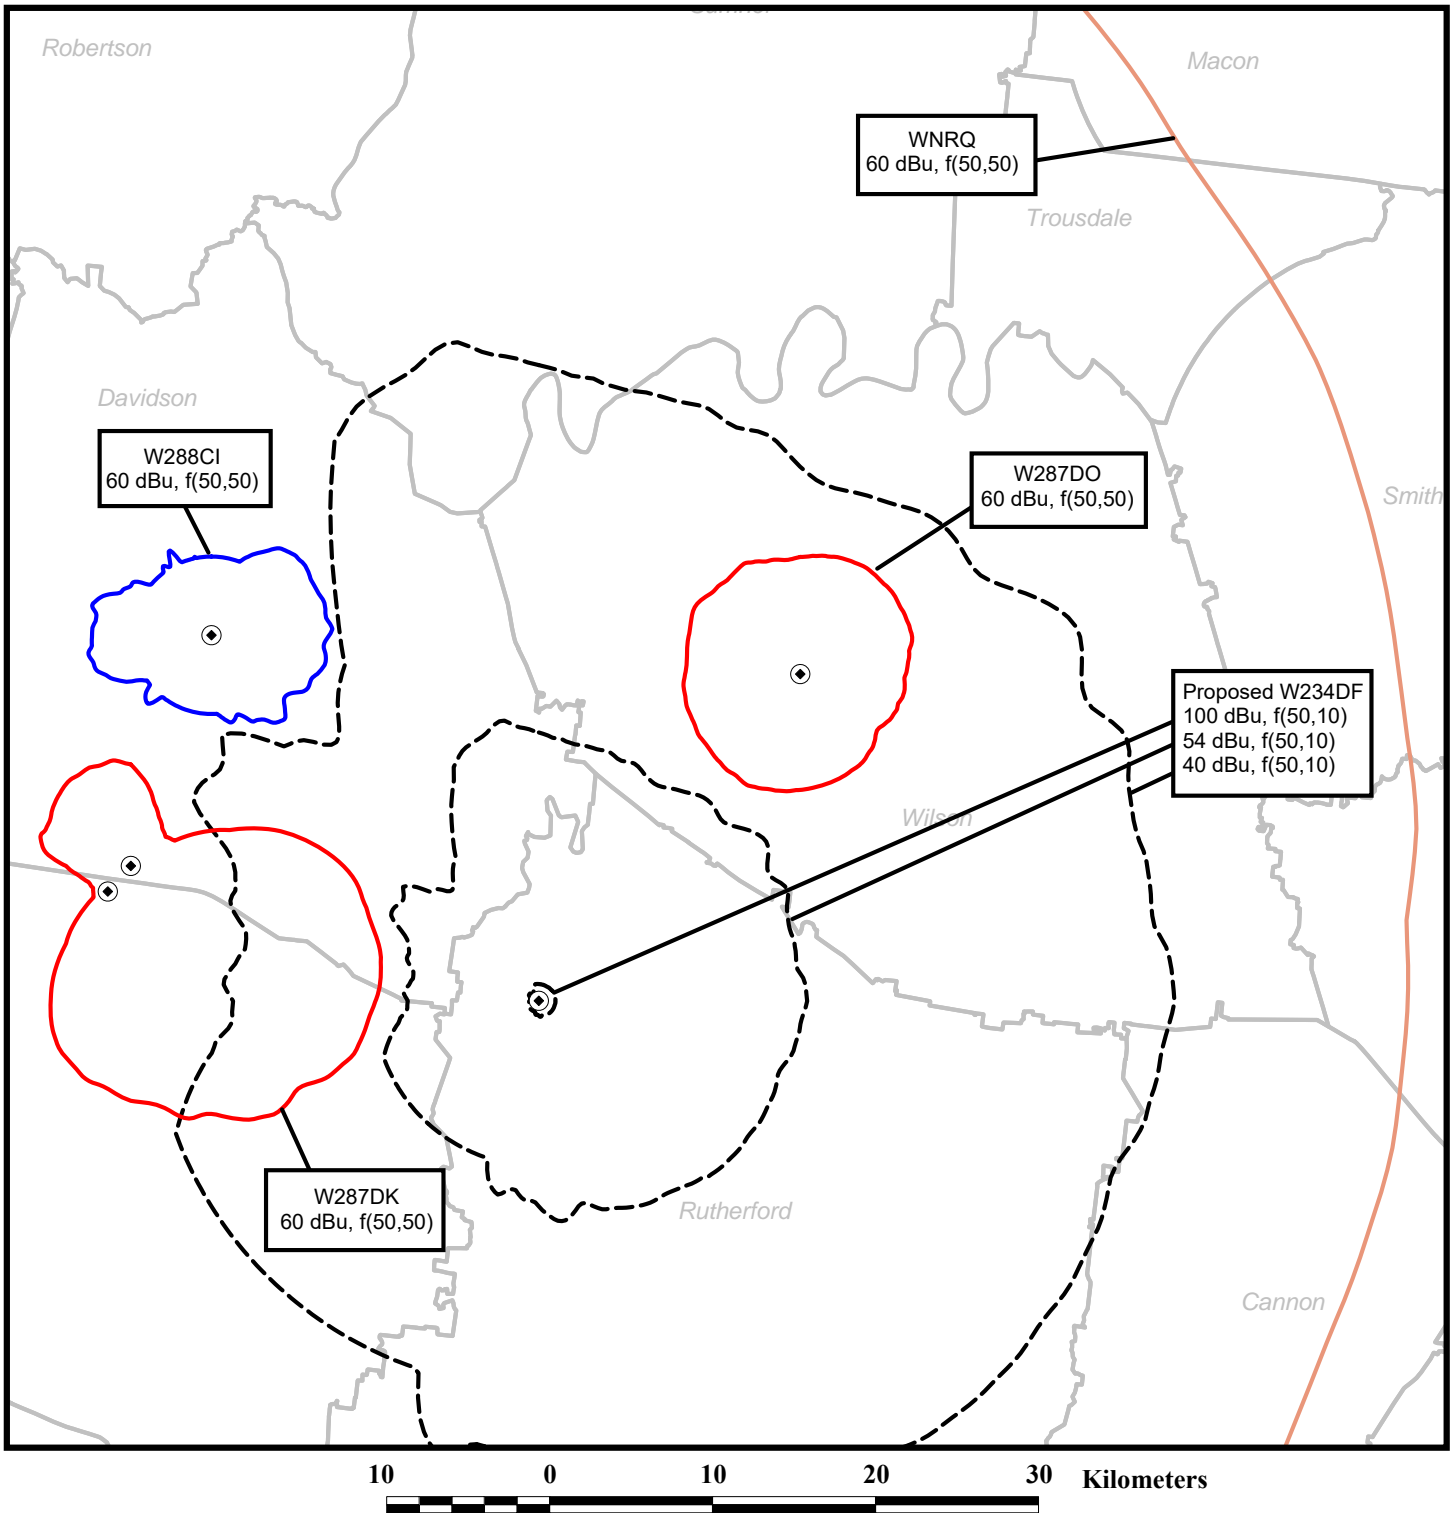 Sumner
Robertson
Macon
WNRQ
60 dBu, f(50,50)
Trousdale
Davidson
W288CI
60 dBu, f(50,50)
W287DO
60 dBu, f(50,50)
Smith
Proposed W234DF
100 dBu, f(50,10)
54 dBu, f(50,10)
40 dBu, f(50,10)
Wilson
W287DK
60 dBu, f(50,50)
Rutherford
Cannon
10 0 10 20 30 Kilometers